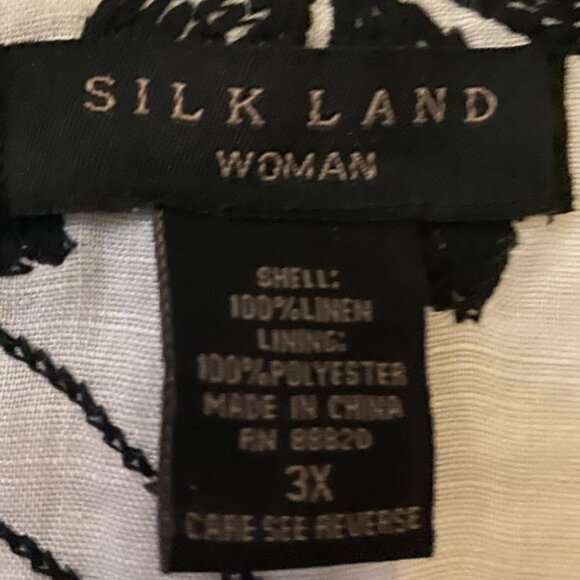 SILK LAND
WOMAN
SHELL:
100%LINEN
LINING:
100%POLYESTER
MADE IN CHINA
RN 88820
3X
CARE SEE REVERSE